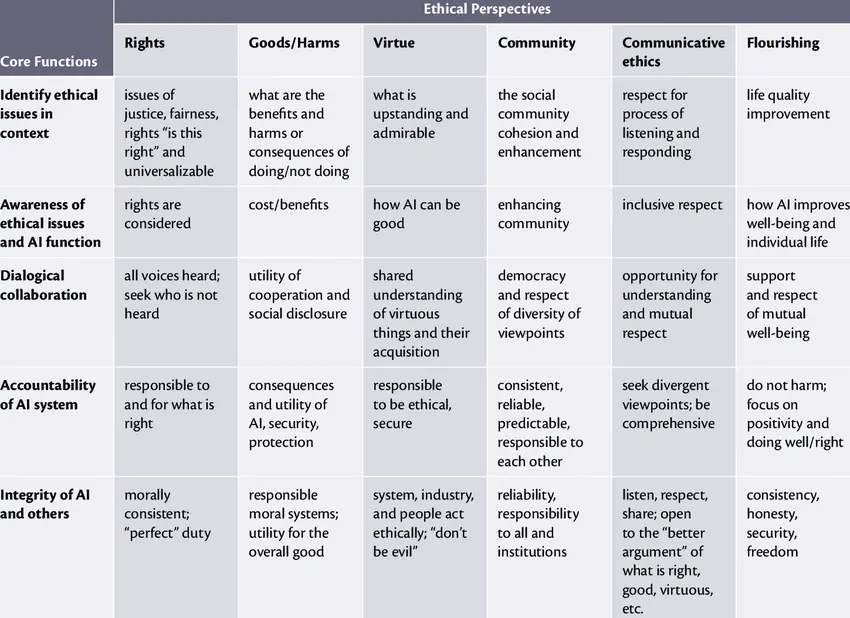 Ethical Perspectives
Core Functions
Rights
Goods/Harms
Virtue
Community
Communicative
ethics
Flourishing
Identify ethical
issues in
context
issues of
justice, fairness,
rights “is this
right” and
universalizable
what are the
benefits and
harms or
consequences of
doing/not doing
what is
upstanding and
admirable
the social
community
cohesion and
enhancement
respect for
process of
listening and
responding
life quality
improvement
Awareness of
ethical issues
and AI function
rights are
considered
cost/benefits
how AI can be
good
enhancing
community
inclusive respect
how AI improves
well-being and
individual life
Dialogical
collaboration
all voices heard;
seek who is not
heard
utility of
cooperation and
social disclosure
shared
understanding
of virtuous
things and their
acquisition
democracy
and respect
of diversity of
viewpoints
opportunity for
understanding
and mutual
respect
support
and respect
of mutual
well-being
Accountability
of AI system
responsible to
and for what is
right
consequences
and utility of
AI, security,
protection
responsible
to be ethical,
secure
consistent,
reliable,
predictable,
responsible to
each other
seek divergent
viewpoints; be
comprehensive
do not harm;
focus on
positivity and
doing well/right
Integrity of AI
and others
morally
consistent;
“perfect” duty
responsible
moral systems;
utility for the
overall good
system, industry,
and people act
ethically; “don’t
be evil”
reliability,
responsibility
to all and
institutions
listen, respect,
share; open
to the “better
argument” of
what is right,
good, virtuous,
etc.
consistency,
honesty,
security,
freedom